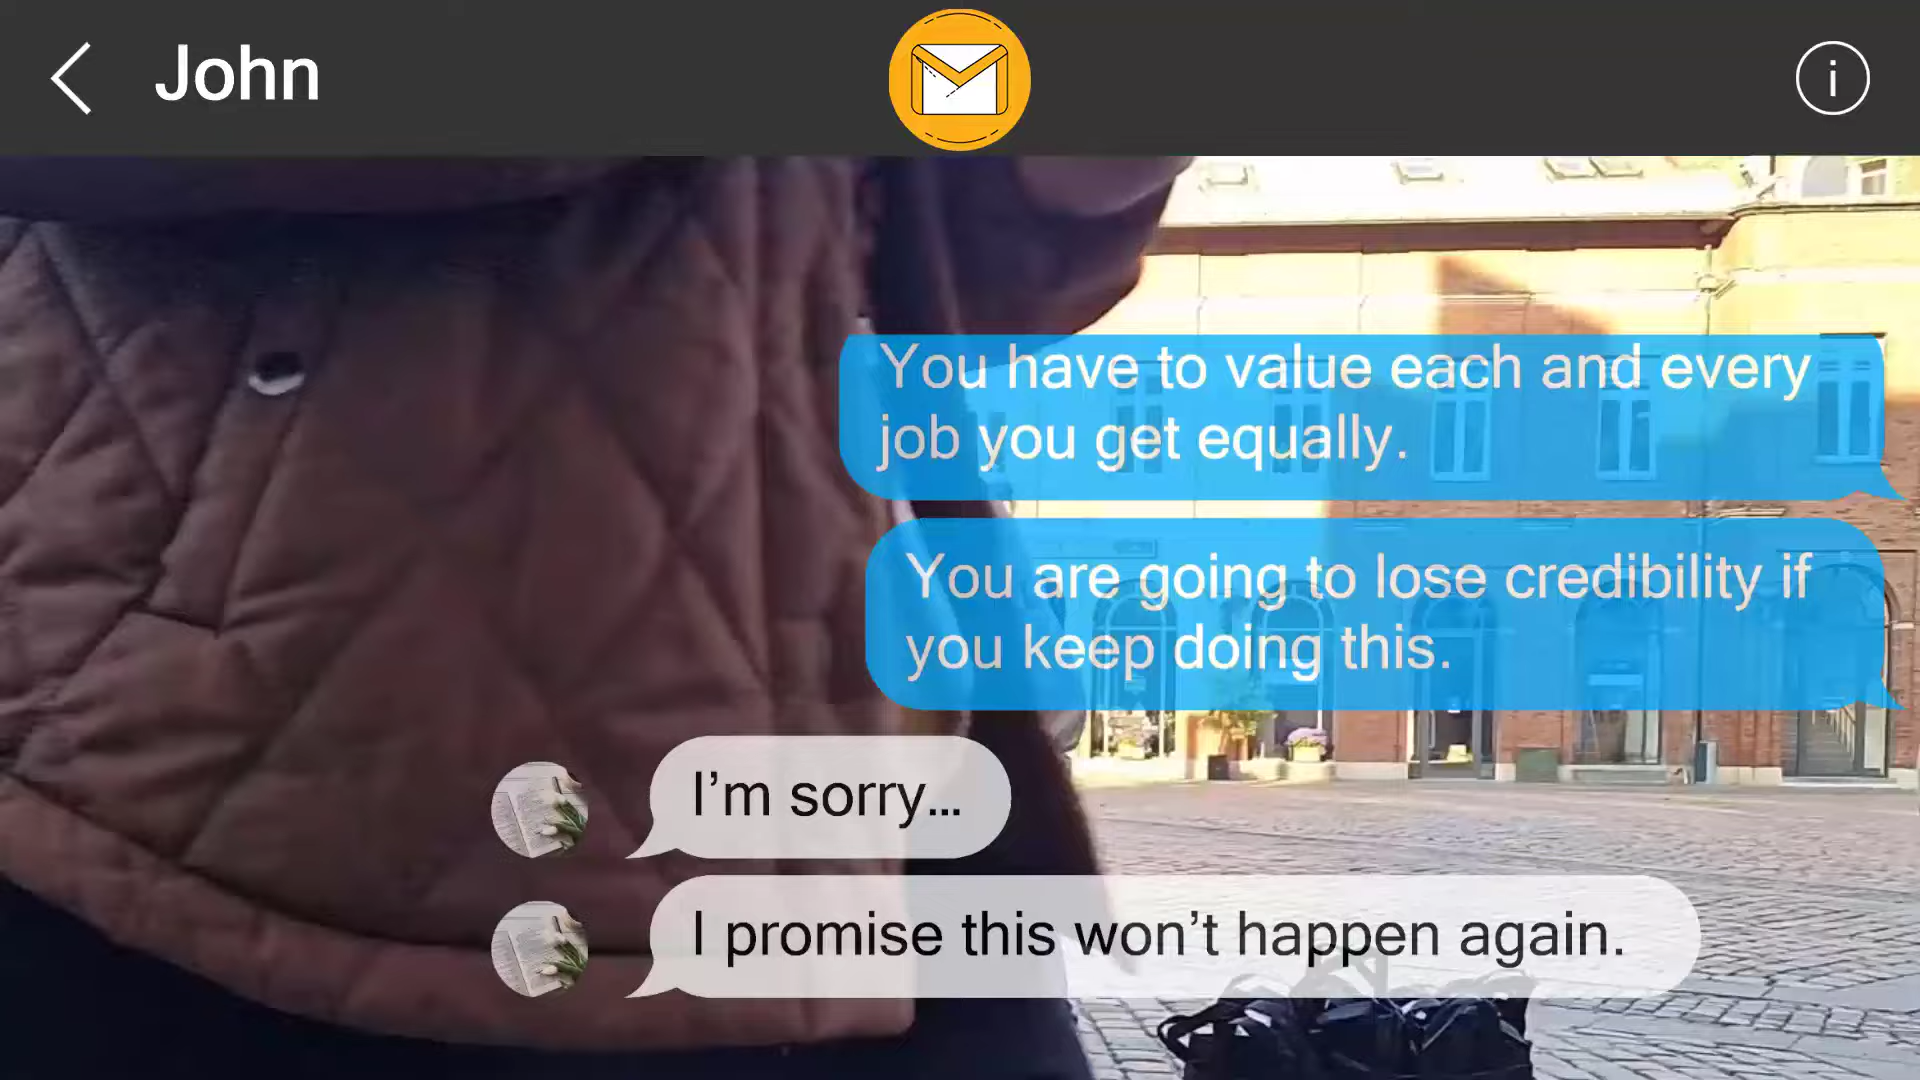 John
You have to value each and every
job you get equally.
You are going to lose credibility if
you keep doing this.
I’m sorry...
I promise this won’t happen again.